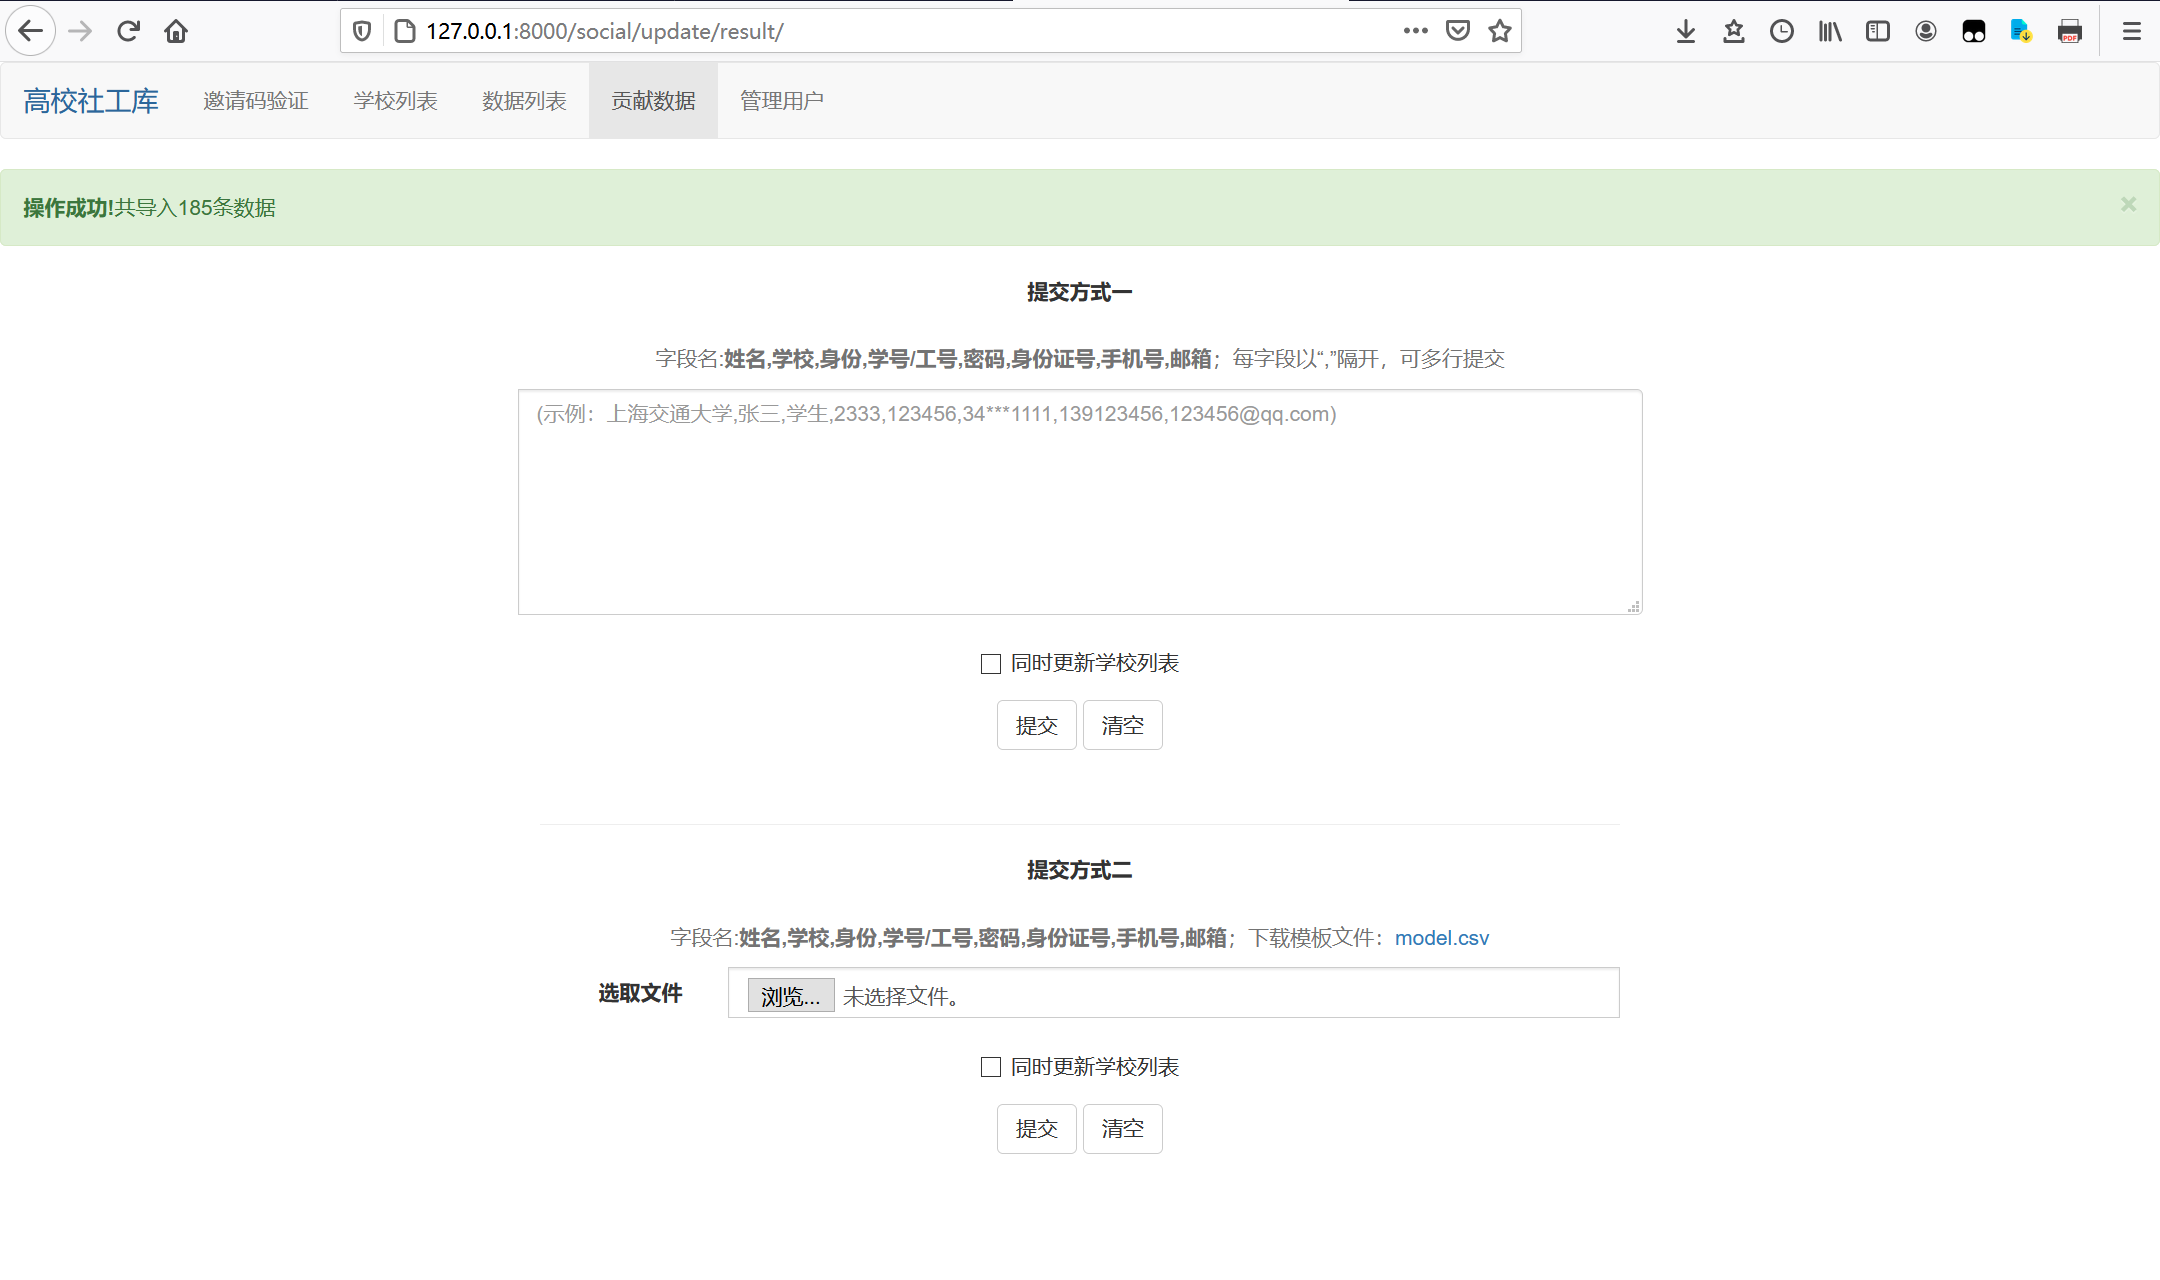 127.0.0.1:8000/social/update/result/
高校社工库 邀请码验证 学校列表 数据列表 贡献数据 管理用户
操作成功!共导入185条数据 ×
提交方式一
字段名:姓名,学校,身份,学号/工号,密码,身份证号,手机号,邮箱；每字段以“,”隔开，可多行提交
(示例：上海交通大学,张三,学生,2333,123456,34***1111,139123456,123456@qq.com)
同时更新学校列表
提交 清空
提交方式二
字段名:姓名,学校,身份,学号/工号,密码,身份证号,手机号,邮箱；下载模板文件：model.csv
选取文件 浏览... 未选择文件。
同时更新学校列表
提交 清空